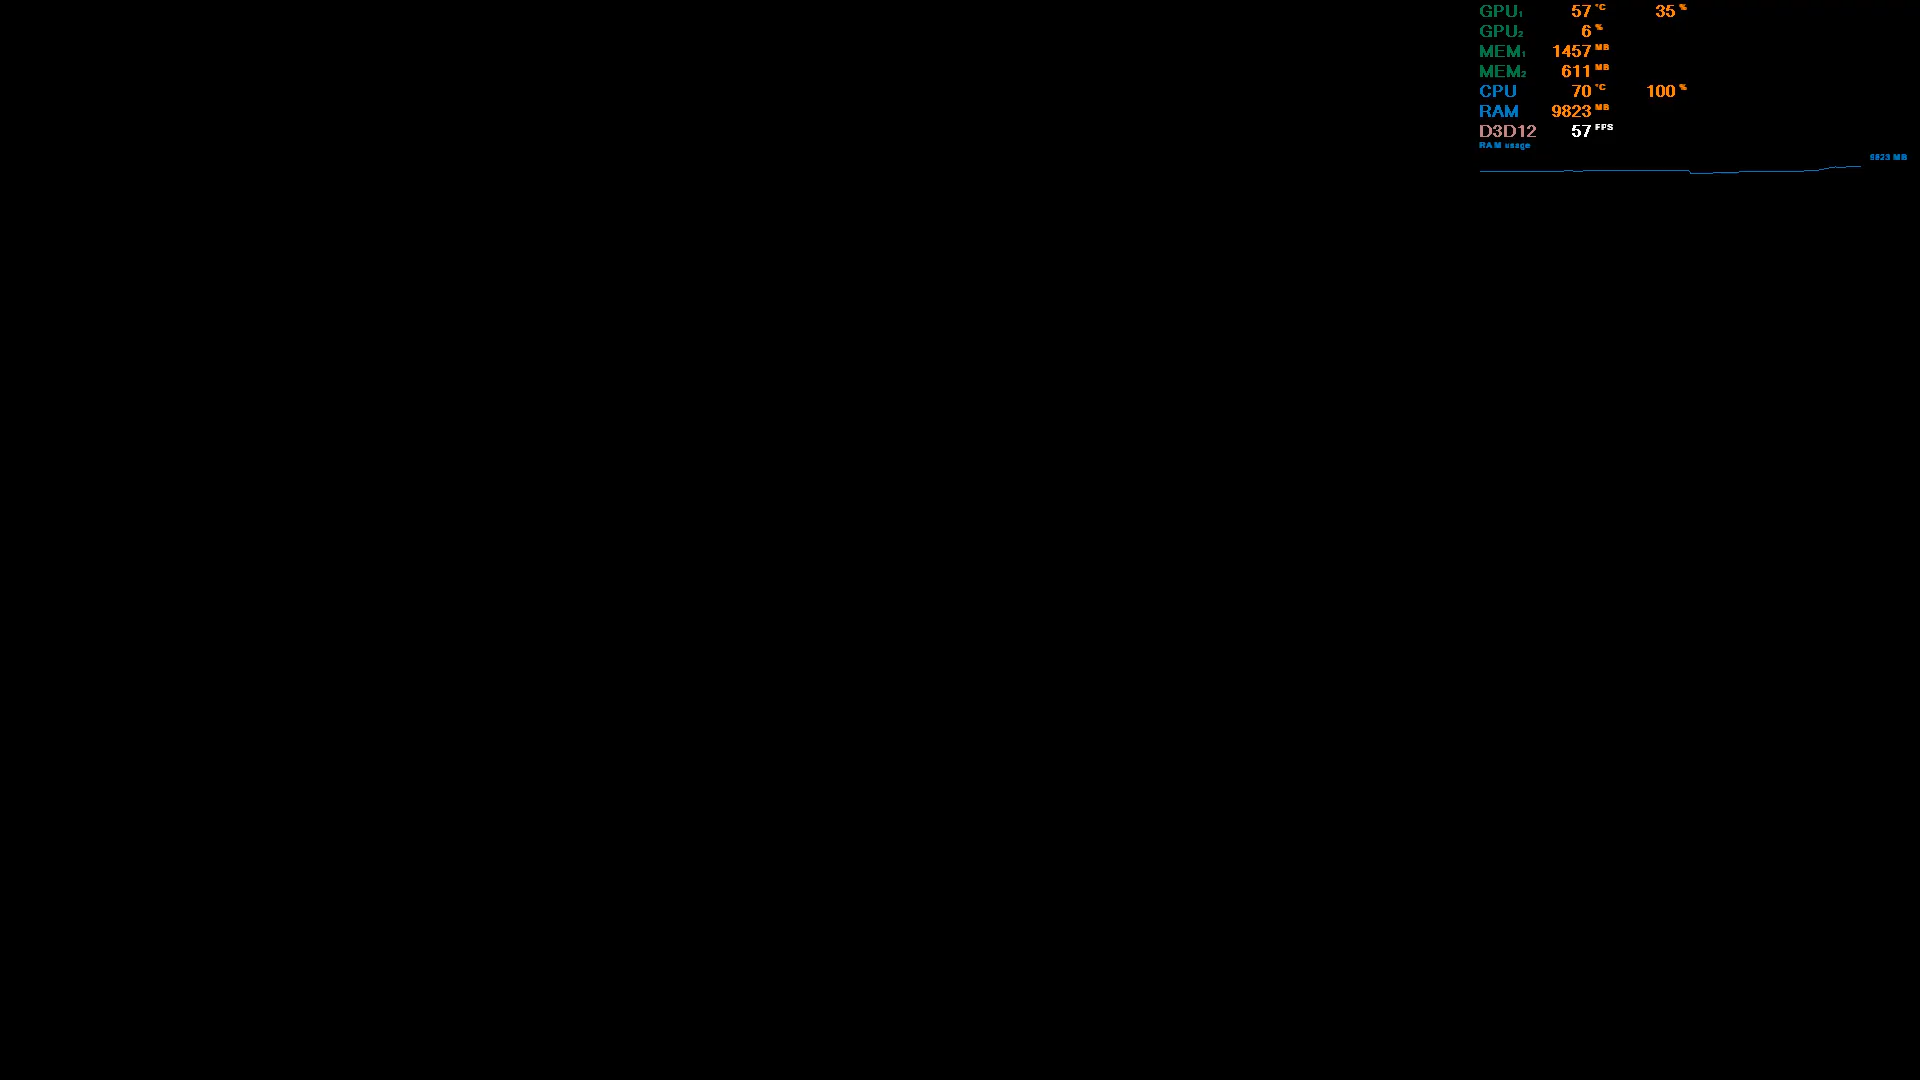 GPU₁ 57 °C 35 %
GPU₂ 6 %
MEM₁ 1457 MB
MEM₂ 611 MB
CPU 70 °C 100 %
RAM 9823 MB
D3D12 57 FPS
RAM usage
9823 MB